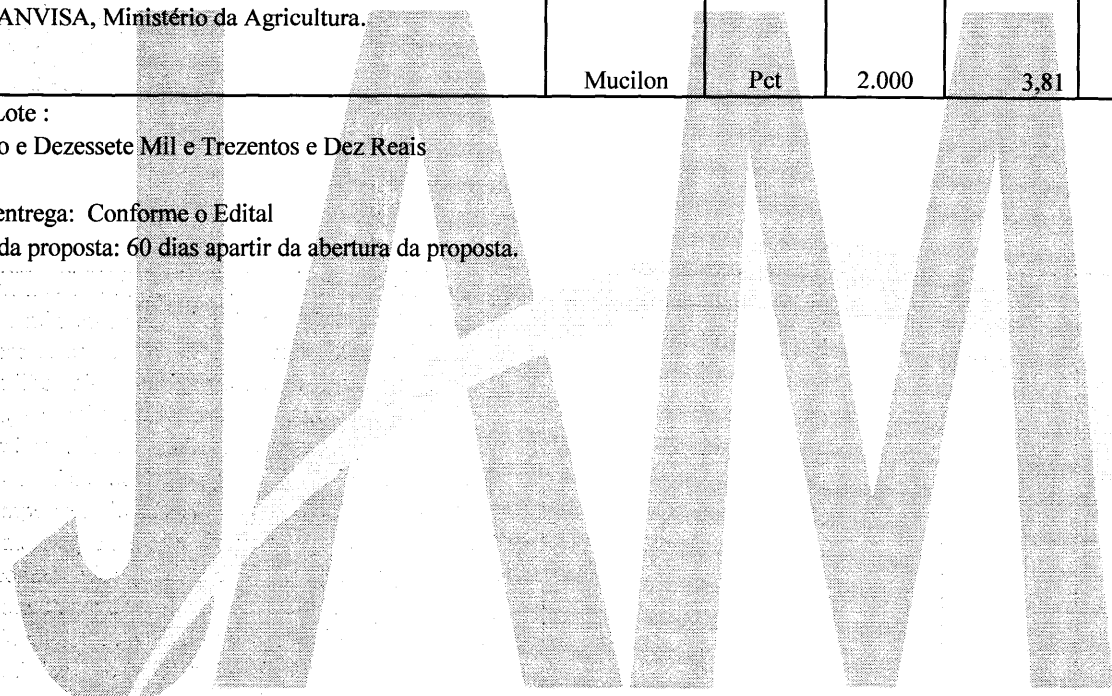 ANVISA, Ministério da Agricultura.
Mucilon Pct 2.000 3,81
Lote :
o e Dezessete Mil e Trezentos e Dez Reais
entrega: Conforme o Edital
da proposta: 60 dias apartir da abertura da proposta.
JAM